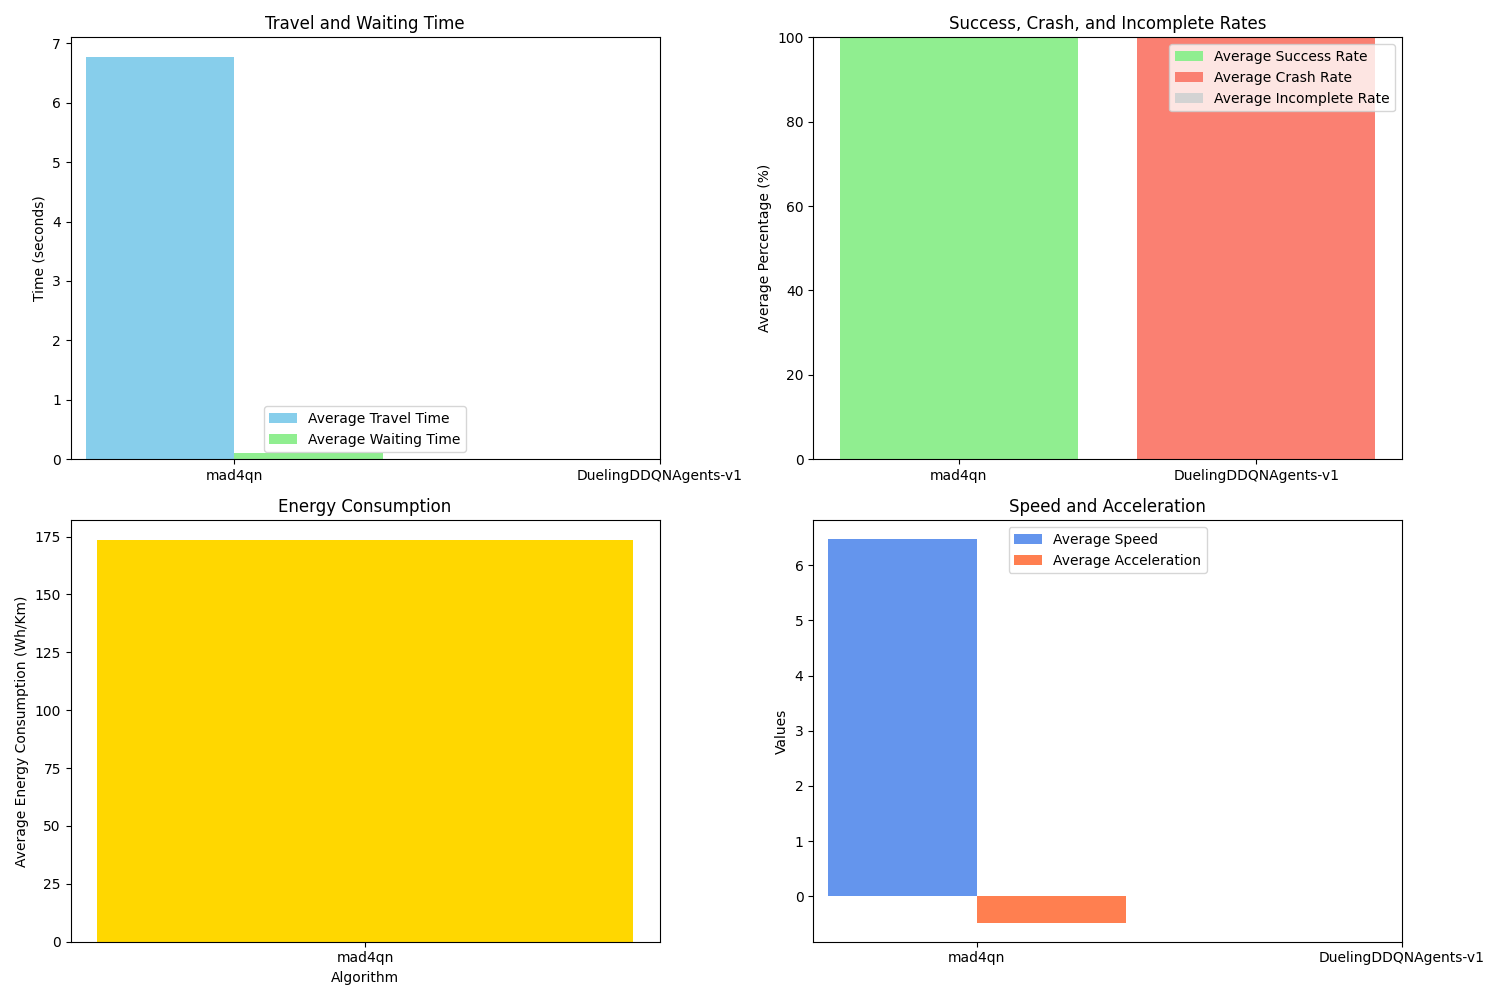 Travel and Waiting Time
Time (seconds)
7
6
5
4
3
2
1
0
Average Travel Time
Average Waiting Time
mad4qn
DuelingDDQNAgents-v1
Success, Crash, and Incomplete Rates
Average Percentage (%)
100
80
60
40
20
0
Average Success Rate
Average Crash Rate
Average Incomplete Rate
mad4qn
DuelingDDQNAgents-v1
Energy Consumption
Average Energy Consumption (Wh/Km)
175
150
125
100
75
50
25
0
mad4qn
Algorithm
Speed and Acceleration
Values
6
5
4
3
2
1
0
Average Speed
Average Acceleration
mad4qn
DuelingDDQNAgents-v1